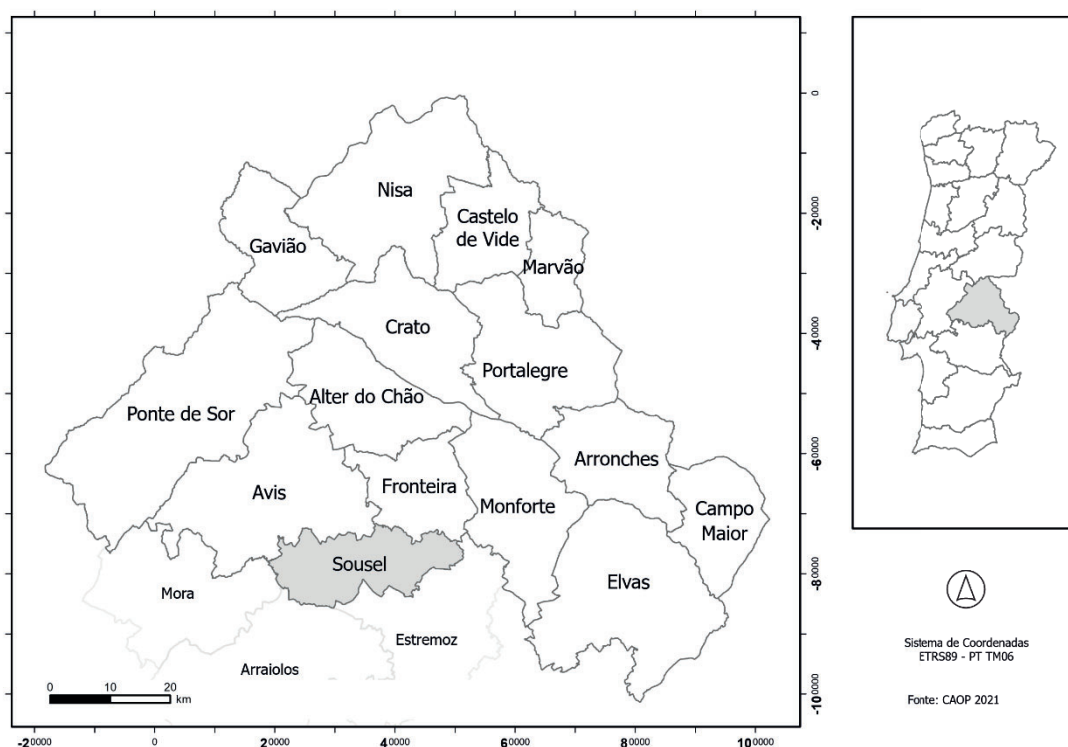 Nisa
Castelo
de Vide
Gavião
Marvão
Crato
Portalegre
Alter do Chão
Ponte de Sor
Arronches
Avis
Fronteira
Monforte
Campo
Maior
Sousel
Elvas
Mora
Estremoz
Arraiolos
0 10 20
km
-20000 0 20000 40000 60000 80000 100000
0
-20000
-40000
-60000
-80000
-100000
Sistema de Coordenadas
ETRS89 - PT TM06
Fonte: CAOP 2021